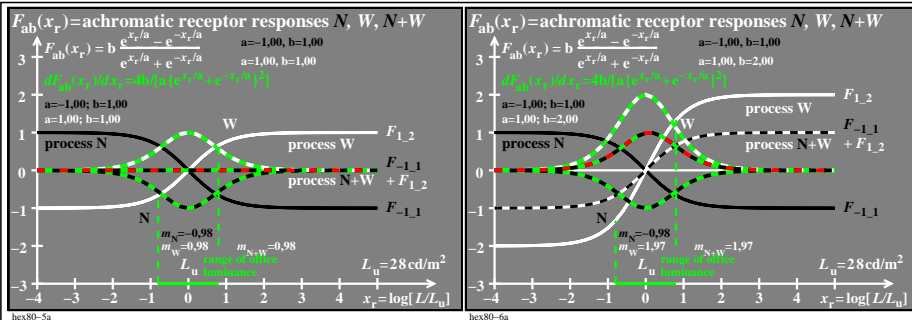 F_ab(x_r)=achromatic receptor responses N, W, N+W
F_ab(x_r)=b (e^{x_r/a} − e^{−x_r/a}) / (e^{x_r/a} + e^{−x_r/a})
a=-1,00, b=1,00
a=1,00, b=1,00
dF_ab(x_r)/dx_r=4b/[a{e^{x_r/a}+e^{-x_r/a}}^2]
a=-1,00; b=1,00
a=1,00; b=1,00
process N
W
process W
F_1_2
F_-1_1
process N+W + F_1_2
N
F_-1_1
m_N=-0,98
m_W=0,98
m_N+W=0,98
L_u
range of office
luminance
L_u=28cd/m^2
3
2
1
0
−1
−2
−3
−4 −3 −2 −1 0 1 2 3 4
x_r=log[L/L_u]
hex80-5a
F_ab(x_r)=achromatic receptor responses N, W, N+W
F_ab(x_r)=b (e^{x_r/a} − e^{−x_r/a}) / (e^{x_r/a} + e^{−x_r/a})
a=-1,00, b=1,00
a=1,00, b=2,00
dF_ab(x_r)/dx_r=4b/[a{e^{x_r/a}+e^{-x_r/a}}^2]
a=-1,00; b=1,00
a=1,00; b=2,00
F_1_2
process W
W
process N
F_-1_1
process N+W + F_1_2
N
F_-1_1
m_N=-0,98
m_W=1,97
m_N+W=1,97
L_u
range of office
luminance
L_u=28cd/m^2
3
2
1
0
−1
−2
−3
−4 −3 −2 −1 0 1 2 3 4
x_r=log[L/L_u]
hex80-6a